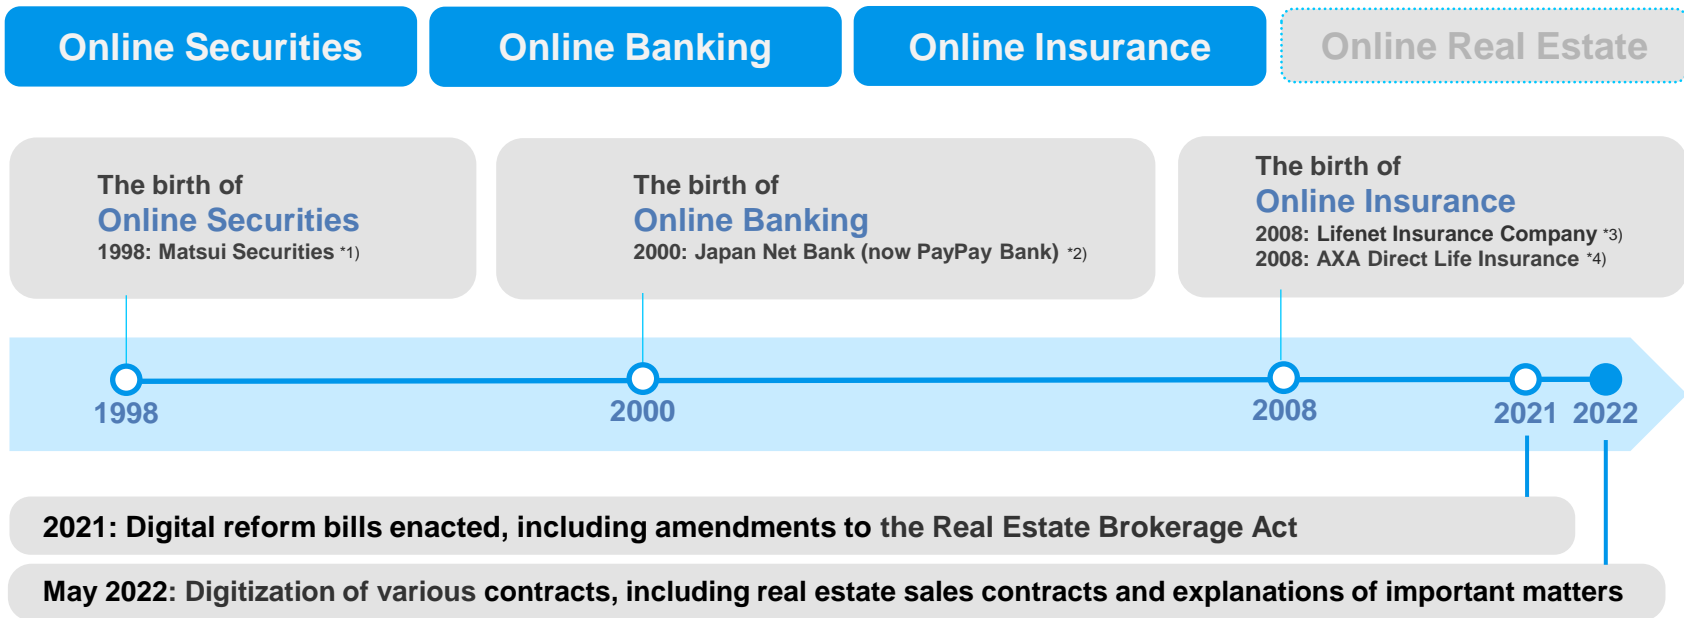 Online Securities
Online Banking
Online Insurance
Online Real Estate
The birth of
Online Securities
1998: Matsui Securities *1)
The birth of
Online Banking
2000: Japan Net Bank (now PayPay Bank) *2)
The birth of
Online Insurance
2008: Lifenet Insurance Company *3)
2008: AXA Direct Life Insurance *4)
1998
2000
2008
2021
2022
2021: Digital reform bills enacted, including amendments to the Real Estate Brokerage Act
May 2022: Digitization of various contracts, including real estate sales contracts and explanations of important matters